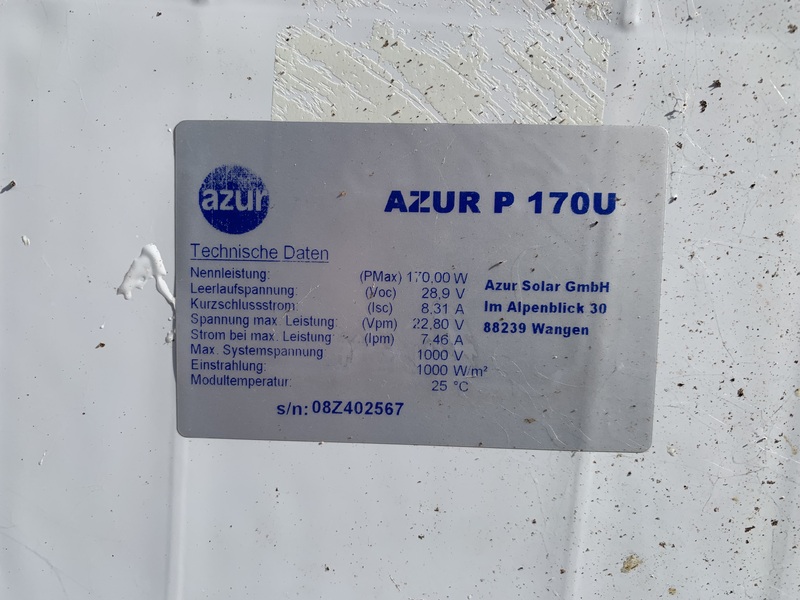 azur
AZUR P 170U
Technische Daten
Nennleistung: (PMax) 170,00 W
Leerlaufspannung: (Voc) 28,9 V
Kurzschlussstrom: (Isc) 8,31 A
Spannung max. Leistung: (Vpm) 22,80 V
Strom bei max. Leistung: (Ipm) 7,46 A
Max. Systemspannung 1000 V
Einstrahlung: 1000 W/m²
Modultemperatur: 25 °C
Azur Solar GmbH
Im Alpenblick 30
88239 Wangen
s/n: 08Z402567